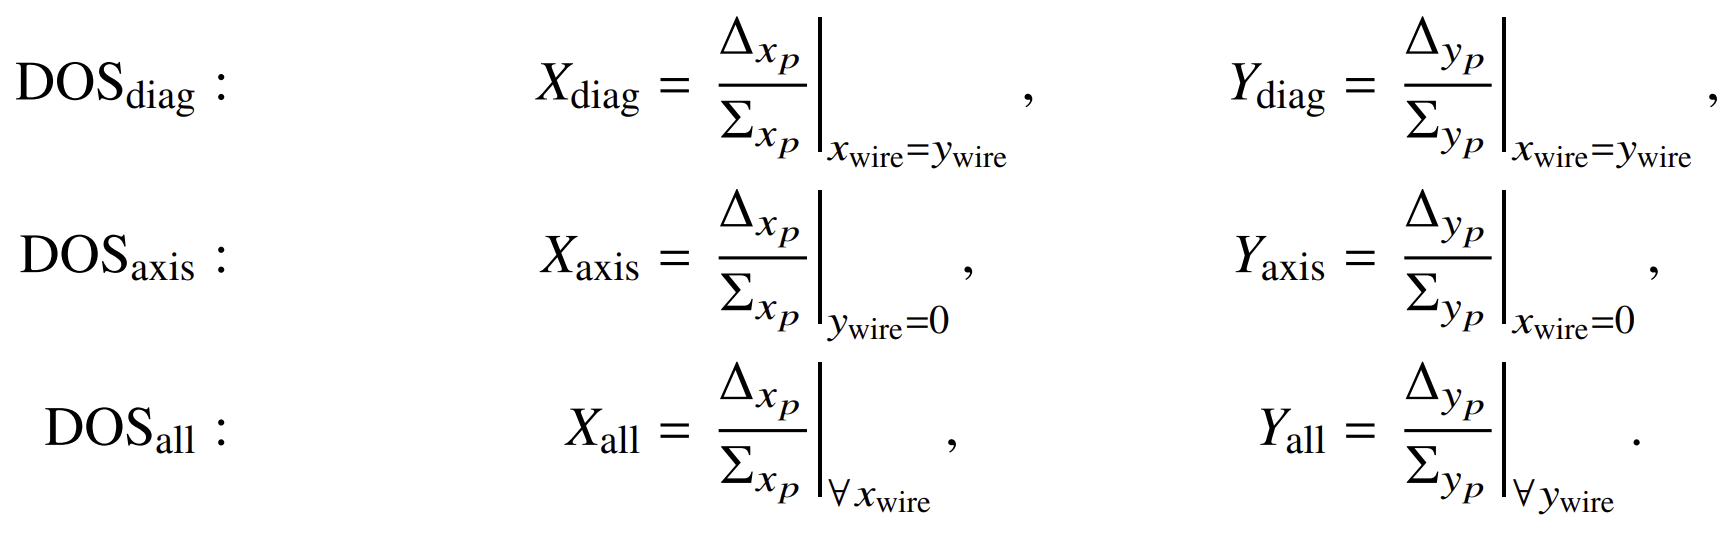 DOS_diag : X_diag = Δ_{x_p} / Σ_{x_p} |_{x_wire=y_wire} , Y_diag = Δ_{y_p} / Σ_{y_p} |_{x_wire=y_wire} ,
DOS_axis : X_axis = Δ_{x_p} / Σ_{x_p} |_{y_wire=0} , Y_axis = Δ_{y_p} / Σ_{y_p} |_{x_wire=0} ,
DOS_all : X_all = Δ_{x_p} / Σ_{x_p} |_{∀ x_wire} , Y_all = Δ_{y_p} / Σ_{y_p} |_{∀ y_wire} .